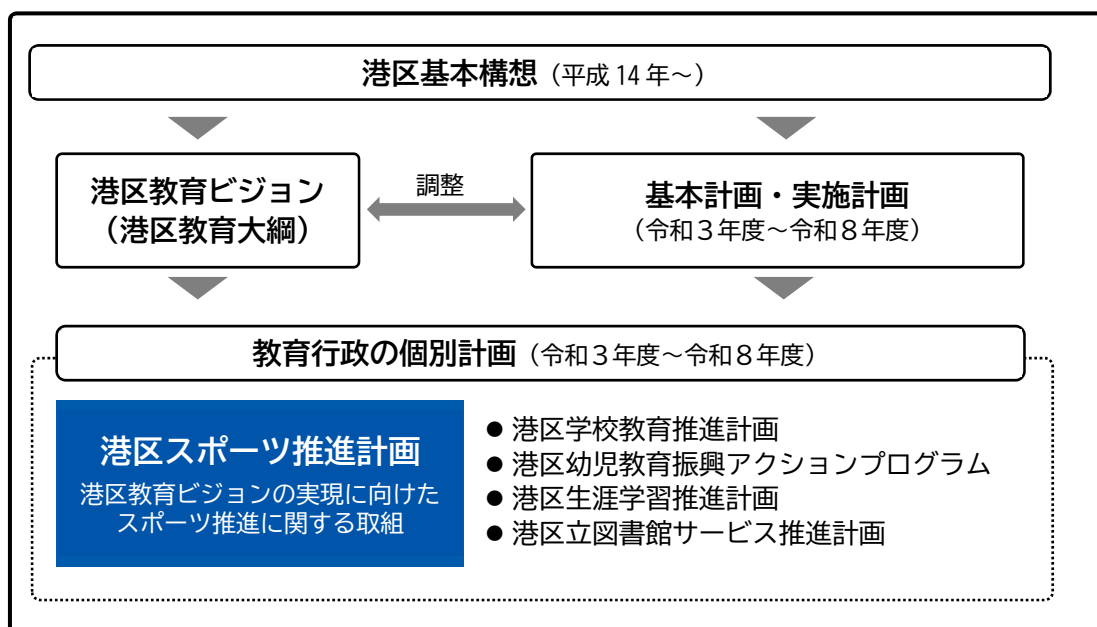 港区基本構想（平成14年～）
港区教育ビジョン
（港区教育大綱）
調整
基本計画・実施計画
（令和３年度～令和８年度）
教育行政の個別計画（令和３年度～令和８年度）
港区スポーツ推進計画
港区教育ビジョンの実現に向けた
スポーツ推進に関する取組
● 港区学校教育推進計画
● 港区幼児教育振興アクションプログラム
● 港区生涯学習推進計画
● 港区立図書館サービス推進計画